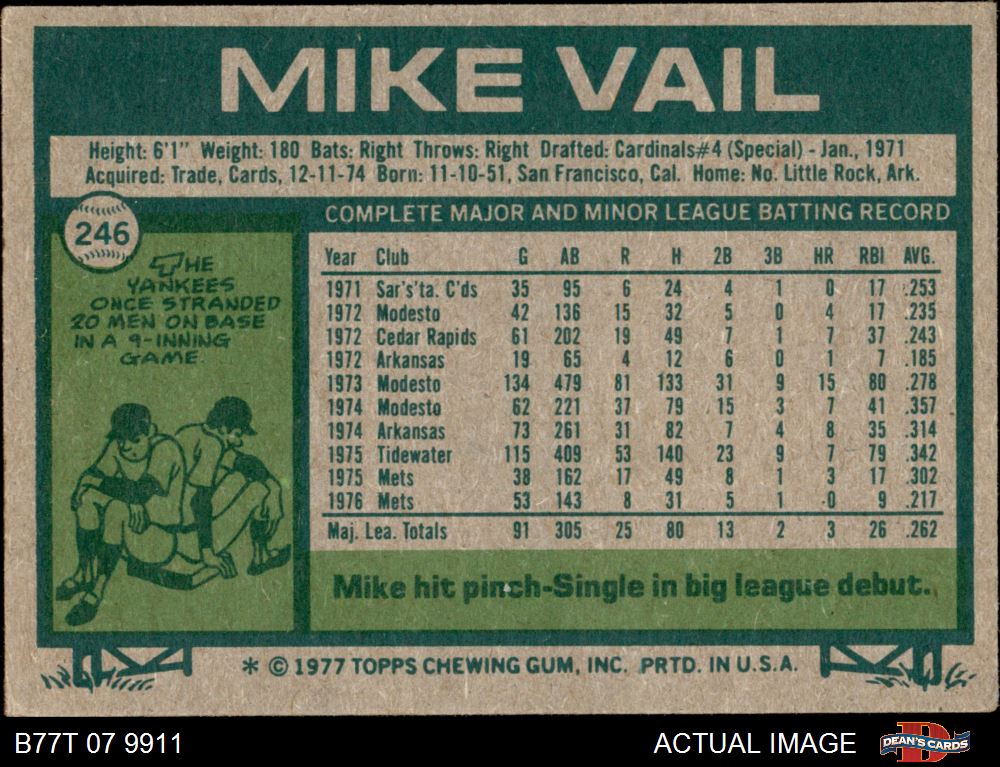 MIKE VAIL
Height: 6'1" Weight: 180 Bats: Right Throws: Right Drafted: Cardinals#4 (Special) - Jan., 1971
Acquired: Trade, Cards, 12-11-74 Born: 11-10-51, San Francisco, Cal. Home: No. Little Rock, Ark.
246
THE
YANKEES
ONCE STRANDED
20 MEN ON BASE
IN A 9-INNING
GAME.
COMPLETE MAJOR AND MINOR LEAGUE BATTING RECORD
Year Club G AB R H 2B 3B HR RBI AVG.
1971 Sar's'ta. C'ds 35 95 6 24 4 1 0 17 .253
1972 Modesto 42 136 15 32 5 0 4 17 .235
1972 Cedar Rapids 61 202 19 49 7 1 7 37 .243
1972 Arkansas 19 65 4 12 6 0 1 7 .185
1973 Modesto 134 479 81 133 31 9 15 80 .278
1974 Modesto 62 221 37 79 15 3 7 41 .357
1974 Arkansas 73 261 31 82 7 4 8 35 .314
1975 Tidewater 115 409 53 140 23 9 7 79 .342
1975 Mets 38 162 17 49 8 1 3 17 .302
1976 Mets 53 143 8 31 5 1 0 9 .217
Maj. Lea. Totals 91 305 25 80 13 2 3 26 .262
Mike hit pinch-Single in big league debut.
* © 1977 TOPPS CHEWING GUM, INC. PRTD. IN U.S.A.
B77T 07 9911
ACTUAL IMAGE
D
DEAN'S CARDS